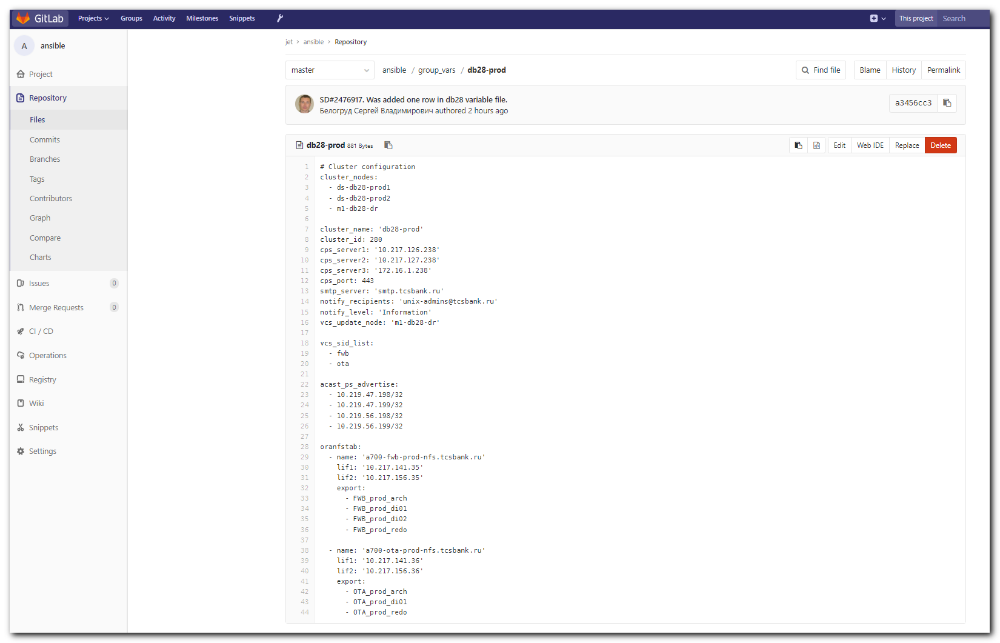 GitLab Projects Groups Activity Milestones Snippets This project Search
A ansible
Project
Repository
Files
Commits
Branches
Tags
Contributors
Graph
Compare
Charts
Issues 0
Merge Requests 0
CI / CD
Operations
Registry
Wiki
Snippets
Settings
jet > ansible > Repository
master ansible / group_vars / db28-prod Find file Blame History Permalink
SD#2476917. Was added one row in db28 variable file.
Белогруд Сергей Владимирович authored 2 hours ago
a3456cc3
db28-prod 881 Bytes Edit Web IDE Replace Delete
1 # Cluster configuration
2 cluster_nodes:
3 - ds-db28-prod1
4 - ds-db28-prod2
5 - m1-db28-dr
6
7 cluster_name: 'db28-prod'
8 cluster_id: 280
9 cps_server1: '10.217.126.238'
10 cps_server2: '10.217.127.238'
11 cps_server3: '172.16.1.238'
12 cps_port: 443
13 smtp_server: 'smtp.tcsbank.ru'
14 notify_recipients: 'unix-admins@tcsbank.ru'
15 notify_level: 'Information'
16 vcs_update_node: 'm1-db28-dr'
17
18 vcs_sid_list:
19 - fwb
20 - ota
21
22 acast_ps_advertise:
23 - 10.219.47.198/32
24 - 10.219.47.199/32
25 - 10.219.56.198/32
26 - 10.219.56.199/32
27
28 oranfstab:
29 - name: 'a700-fwb-prod-nfs.tcsbank.ru'
30 lif1: '10.217.141.35'
31 lif2: '10.217.156.35'
32 export:
33 - FWB_prod_arch
34 - FWB_prod_di01
35 - FWB_prod_di02
36 - FWB_prod_redo
37
38 - name: 'a700-ota-prod-nfs.tcsbank.ru'
39 lif1: '10.217.141.36'
40 lif2: '10.217.156.36'
41 export:
42 - OTA_prod_arch
43 - OTA_prod_di01
44 - OTA_prod_redo